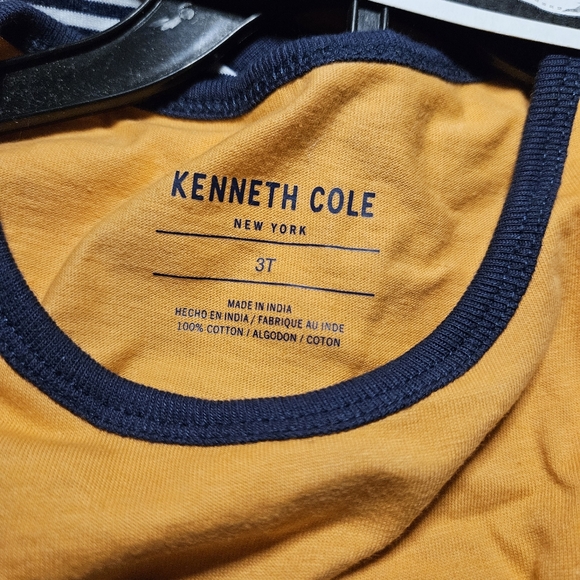 KENNETH COLE
NEW YORK
3T
MADE IN INDIA
HECHO EN INDIA / FABRIQUE AU INDE
100% COTTON / ALGODON / COTON